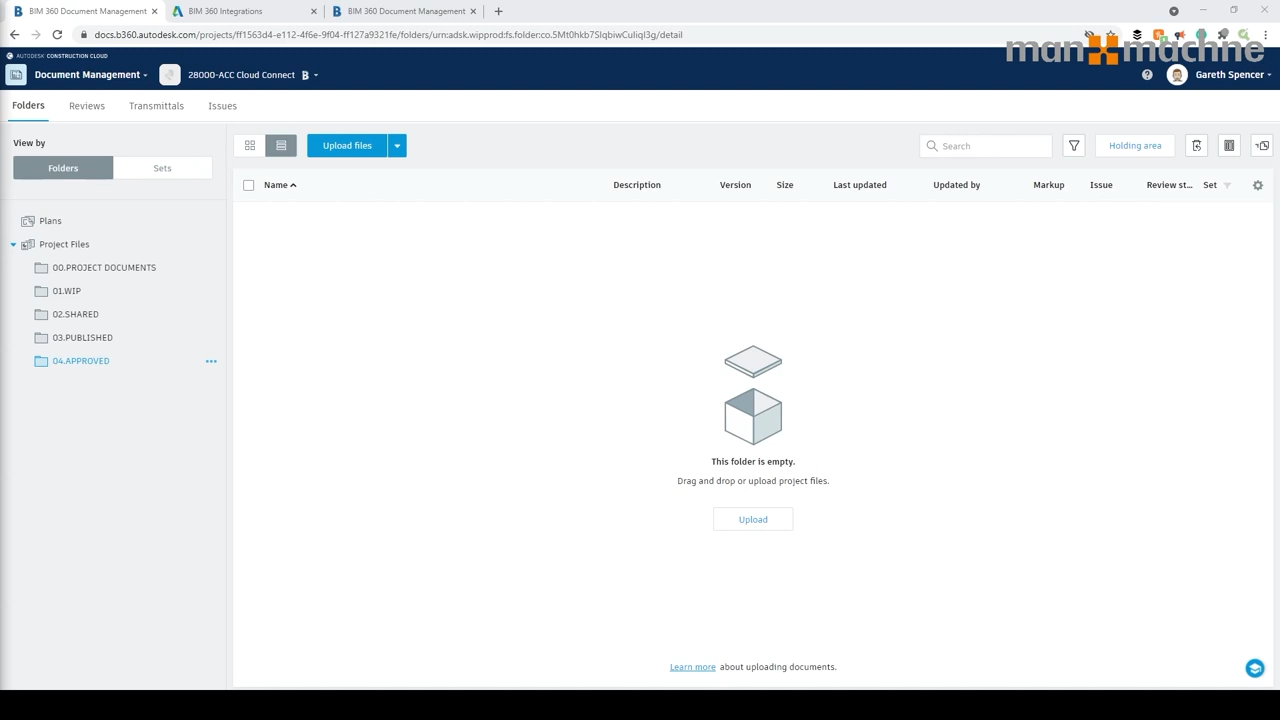 BIM 360 Document Management
BIM 360 Integrations
BIM 360 Document Management
docs.b360.autodesk.com/projects/ff1563d4-e112-4f6e-9f04-ff127a9321fe/folders/urn:adsk.wipprod:fs.folder:co.5Mt0hkb7SlqbiwCuliql3g/detail
man machine
AUTODESK CONSTRUCTION CLOUD
Document Management
28000-ACC Cloud Connect
B
Gareth Spencer
Folders
Reviews
Transmittals
Issues
View by
Folders
Sets
Upload files
Search
Holding area
Name
Description
Version
Size
Last updated
Updated by
Markup
Issue
Review st...
Set
Plans
Project Files
00.PROJECT DOCUMENTS
01.WIP
02.SHARED
03.PUBLISHED
04.APPROVED
This folder is empty.
Drag and drop or upload project files.
Upload
Learn more about uploading documents.